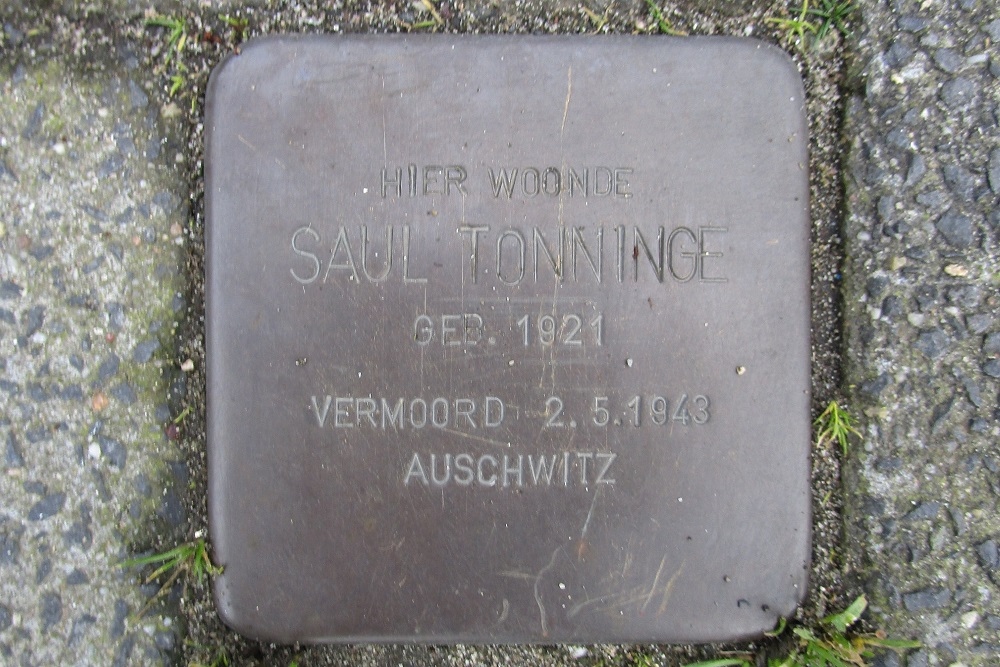 HIER WOONDE
SAUL TONNINGE
GEB. 1921
VERMOORD 2.5.1943
AUSCHWITZ